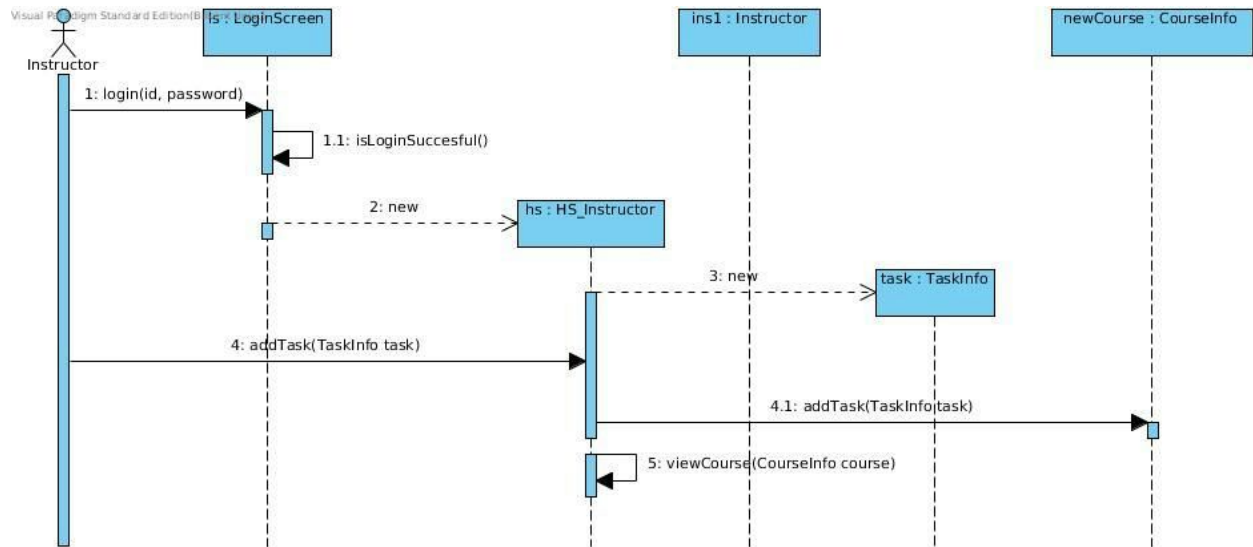 Visual Paradigm Standard Edition(B
ls : LoginScreen
ins1 : Instructor
newCourse : CourseInfo
Instructor
1: login(id, password)
1.1: isLoginSuccesful()
2: new
hs : HS_Instructor
3: new
task : TaskInfo
4: addTask(TaskInfo task)
4.1: addTask(TaskInfo task)
5: viewCourse(CourseInfo course)